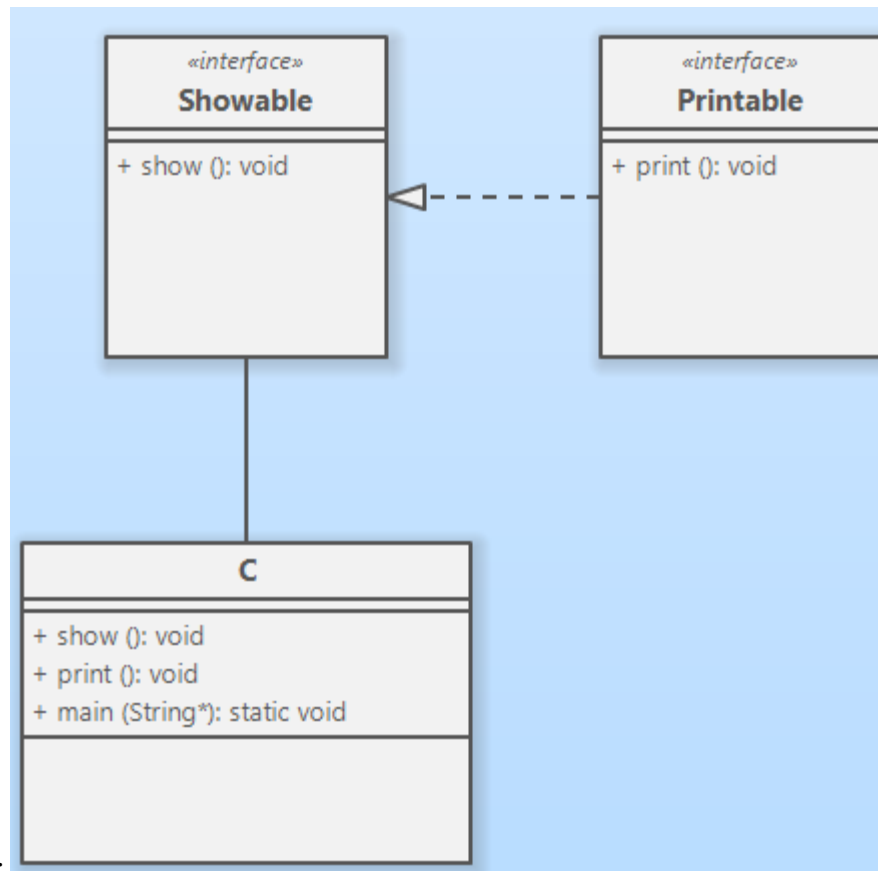 «interface»
Showable
+ show (): void
«interface»
Printable
+ print (): void
C
+ show (): void
+ print (): void
+ main (String*): static void
.